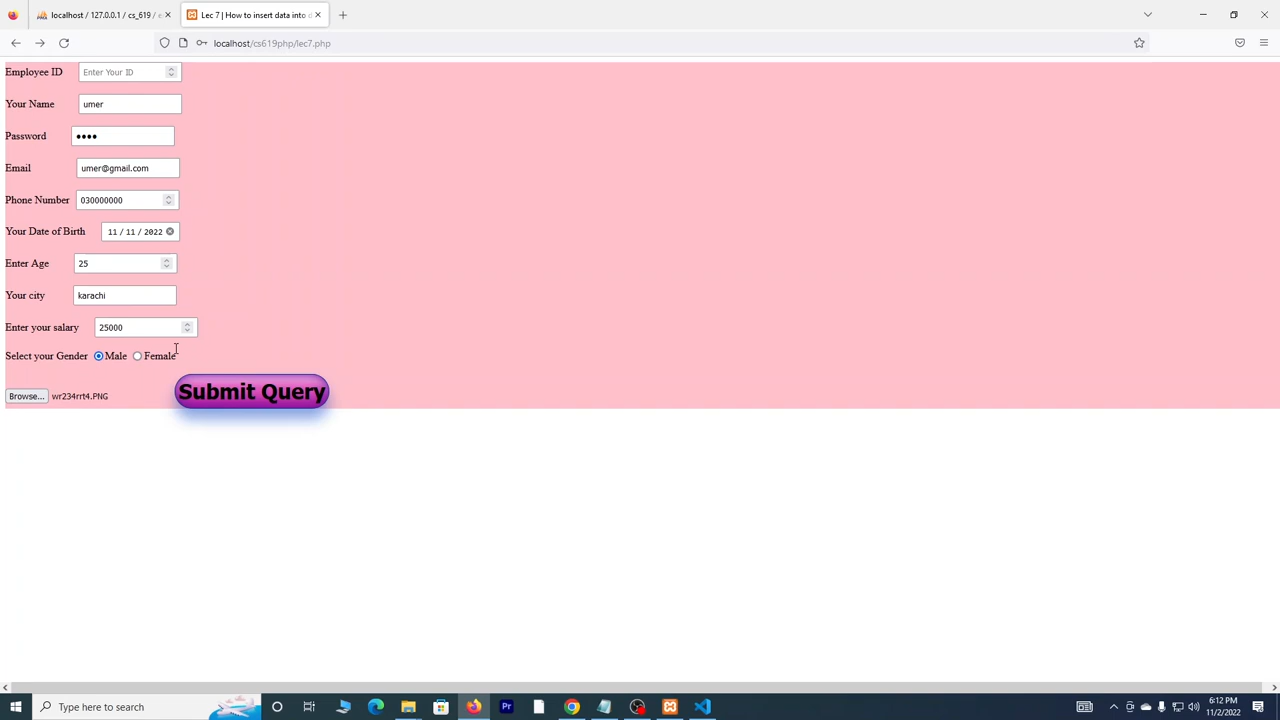 localhost / 127.0.0.1 / cs_619 / e
Lec 7 | How to insert data into d
localhost/cs619php/lec7.php
Employee ID Enter Your ID
Your Name umer
Password ••••
Email umer@gmail.com
Phone Number 030000000
Your Date of Birth 11 / 11 / 2022
Enter Age 25
Your city karachi
Enter your salary 25000
Select your Gender Male Female
Browse... wr234rrt4.PNG Submit Query
Type here to search
Pr
6:12 PM
11/2/2022